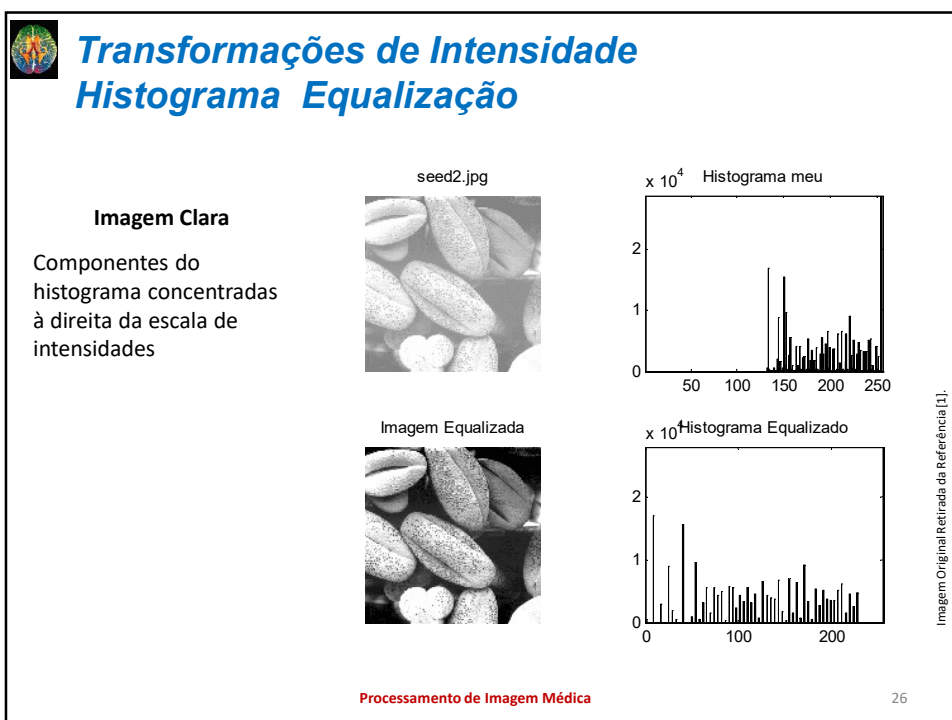 Transformações de Intensidade
Histograma Equalização
Imagem Clara
Componentes do
histograma concentradas
à direita da escala de
intensidades
seed2.jpg
x 10^4 Histograma meu
2
1
0
50 100 150 200 250
Imagem Equalizada
x 10^4 Histograma Equalizado
2
1
0
0 100 200
Imagem Original Retirada da Referência [1].
Processamento de Imagem Médica
26